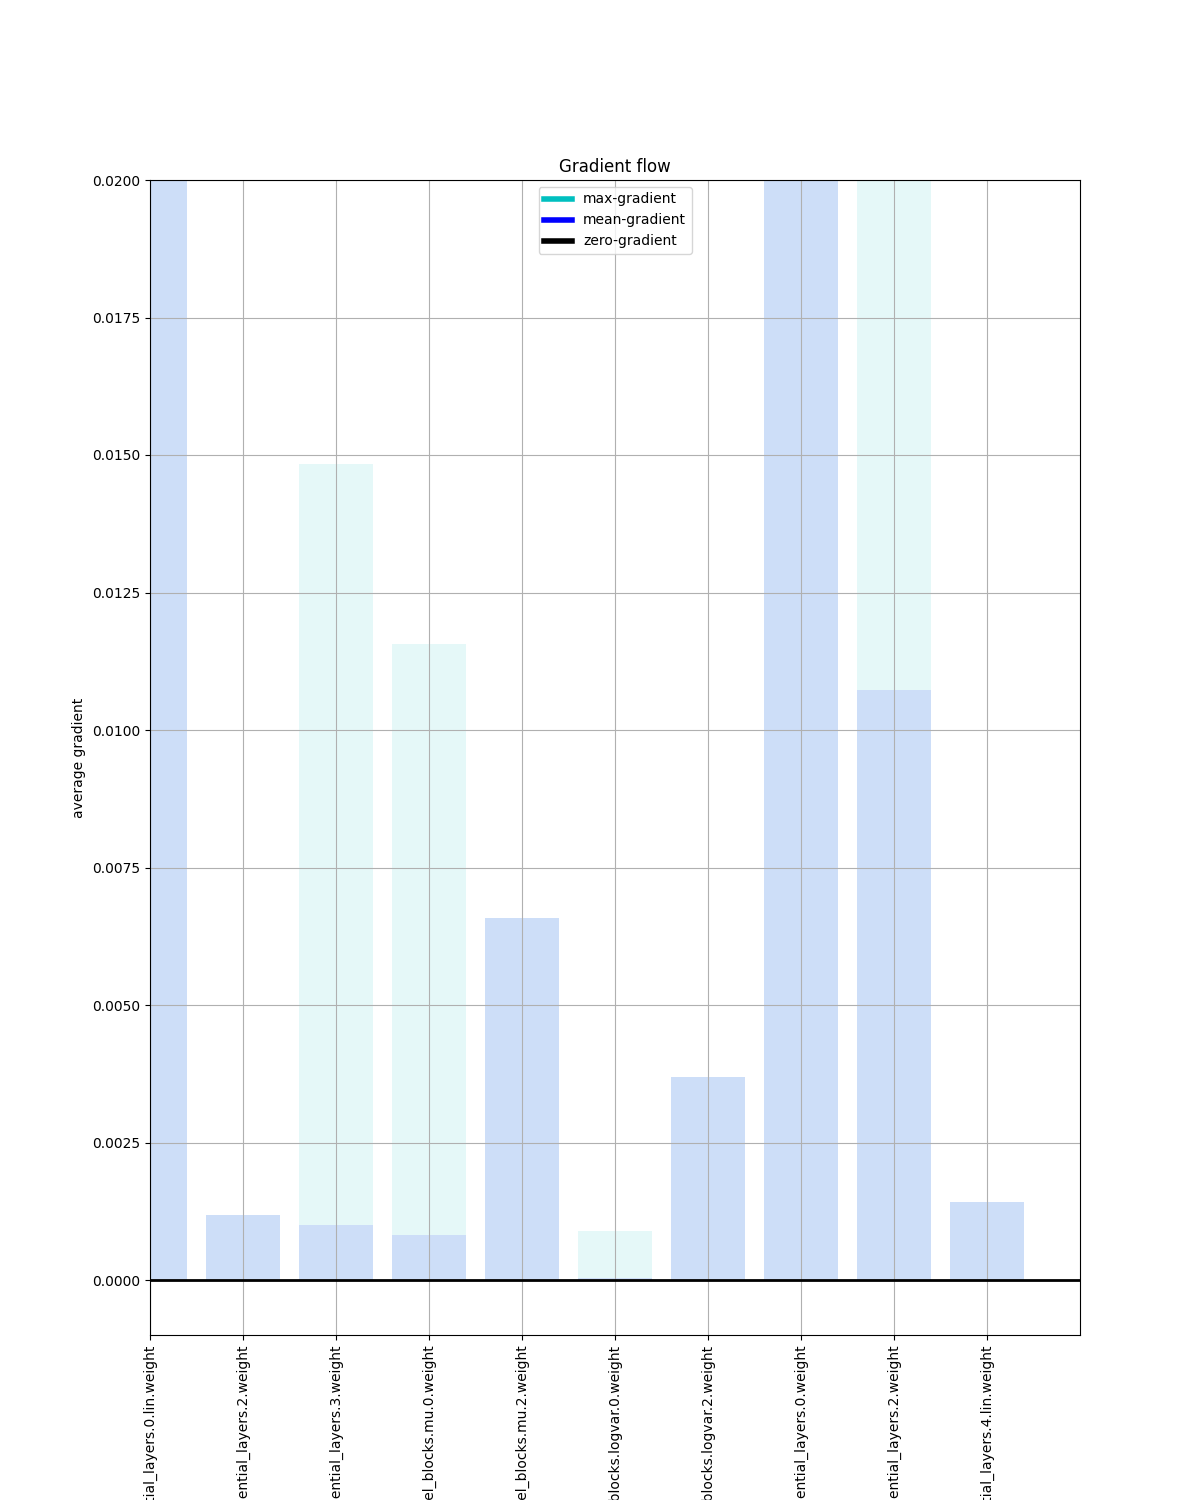 Gradient flow
max-gradient
mean-gradient
zero-gradient
0.0200
0.0175
0.0150
0.0125
0.0100
0.0075
0.0050
0.0025
0.0000
average gradient
tial_layers.0.lin.weight
ential_layers.2.weight
ential_layers.3.weight
el_blocks.mu.0.weight
el_blocks.mu.2.weight
blocks.logvar.0.weight
blocks.logvar.2.weight
ential_layers.0.weight
ential_layers.2.weight
tial_layers.4.lin.weight